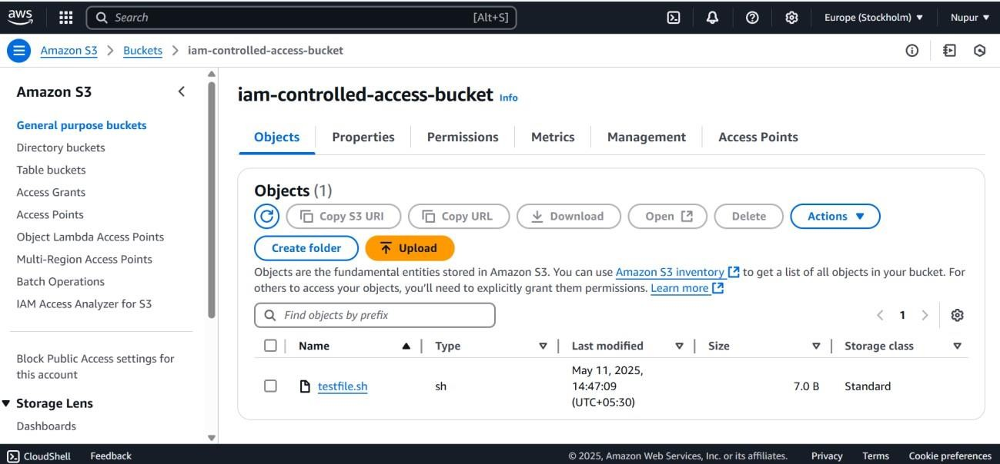 aws Search [Alt+S] Europe (Stockholm) Nupur
Amazon S3 > Buckets > iam-controlled-access-bucket
Amazon S3
General purpose buckets
Directory buckets
Table buckets
Access Grants
Access Points
Object Lambda Access Points
Multi-Region Access Points
Batch Operations
IAM Access Analyzer for S3
Block Public Access settings for
this account
Storage Lens
Dashboards
iam-controlled-access-bucket Info
Objects Properties Permissions Metrics Management Access Points
Objects (1)
Copy S3 URI Copy URL Download Open Delete Actions
Create folder Upload
Objects are the fundamental entities stored in Amazon S3. You can use Amazon S3 inventory to get a list of all objects in your bucket. For
others to access your objects, you'll need to explicitly grant them permissions. Learn more
Find objects by prefix 1
Name Type Last modified Size Storage class
testfile.sh sh May 11, 2025, 7.0 B Standard
14:47:09
(UTC+05:30)
CloudShell Feedback © 2025, Amazon Web Services, Inc. or its affiliates. Privacy Terms Cookie preferences